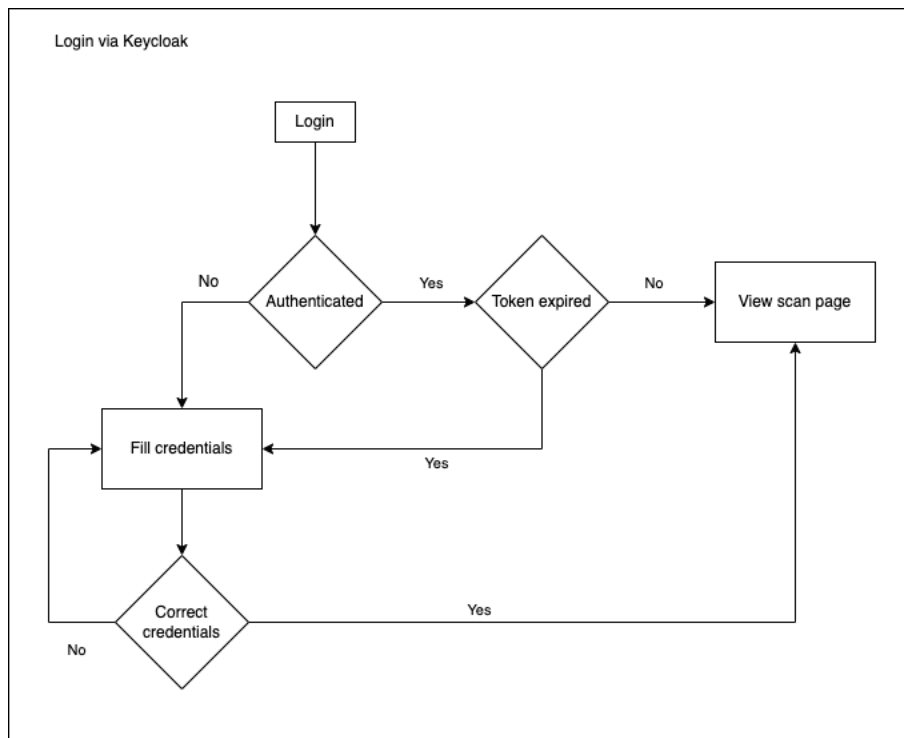 Login via Keycloak
Login
No
Authenticated
Yes
Token expired
No
View scan page
Fill credentials
Yes
Correct
credentials
Yes
No